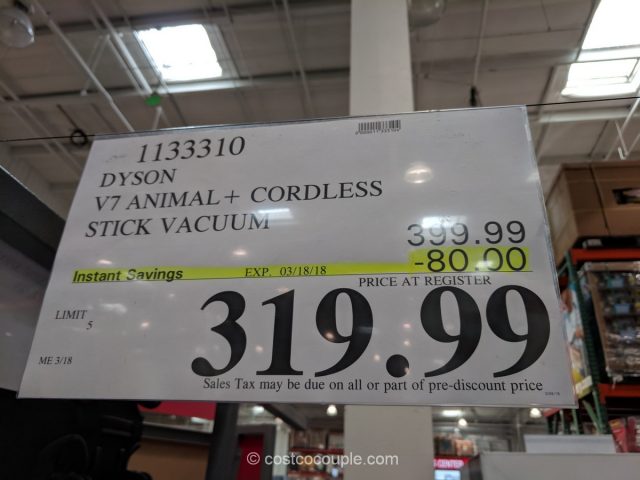 1133310
DYSON
V7 ANIMAL+ CORDLESS
STICK VACUUM
399.99
Instant Savings EXP. 03/18/18 -80.00
PRICE AT REGISTER
LIMIT
5
319.99
ME 3/18
Sales Tax may be due on all or part of pre-discount price
CENTER
© costcocouple.com